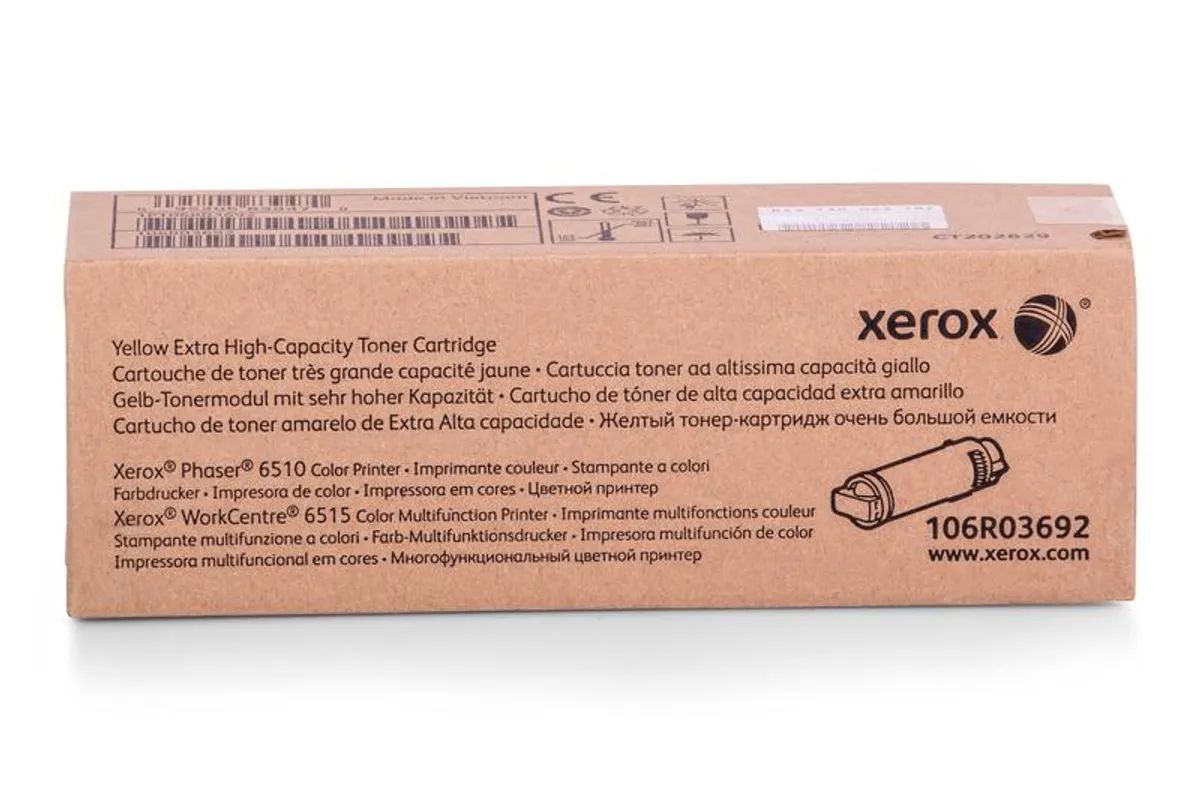 Made in Vietnam
CT202629
xerox ®
Yellow Extra High-Capacity Toner Cartridge
Cartouche de toner très grande capacité jaune • Cartuccia toner ad altissima capacità giallo
Gelb-Tonermodul mit sehr hoher Kapazität • Cartucho de tóner de alta capacidad extra amarillo
Cartucho de toner amarelo de Extra Alta capacidade • Желтый тонер-картридж очень большой емкости
Xerox® Phaser® 6510 Color Printer • Imprimante couleur • Stampante a colori
Farbdrucker • Impresora de color • Impressora em cores • Цветной принтер
Xerox® WorkCentre® 6515 Color Multifunction Printer • Imprimante multifonctions couleur
Stampante multifunzione a colori • Farb-Multifunktionsdrucker • Impresora multifunción de color
Impressora multifuncional em cores • Многофункциональный цветной принтер
106R03692
www.xerox.com